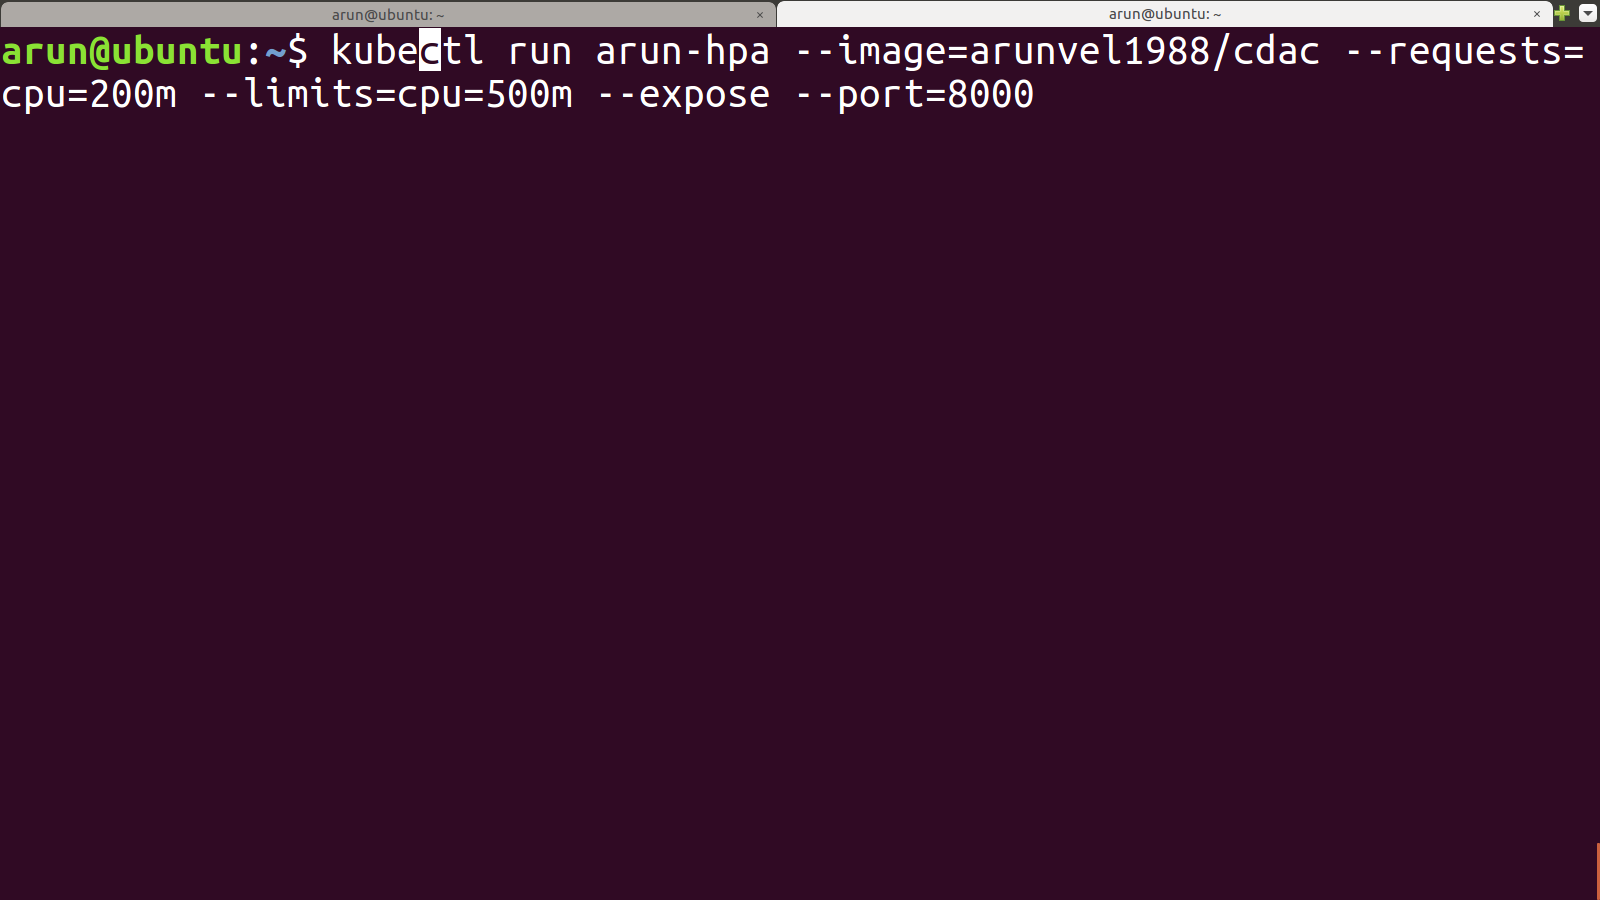 arun@ubuntu: ~ × arun@ubuntu: ~ ×
arun@ubuntu:~$ kubectl run arun-hpa --image=arunvel1988/cdac --requests=
cpu=200m --limits=cpu=500m --expose --port=8000